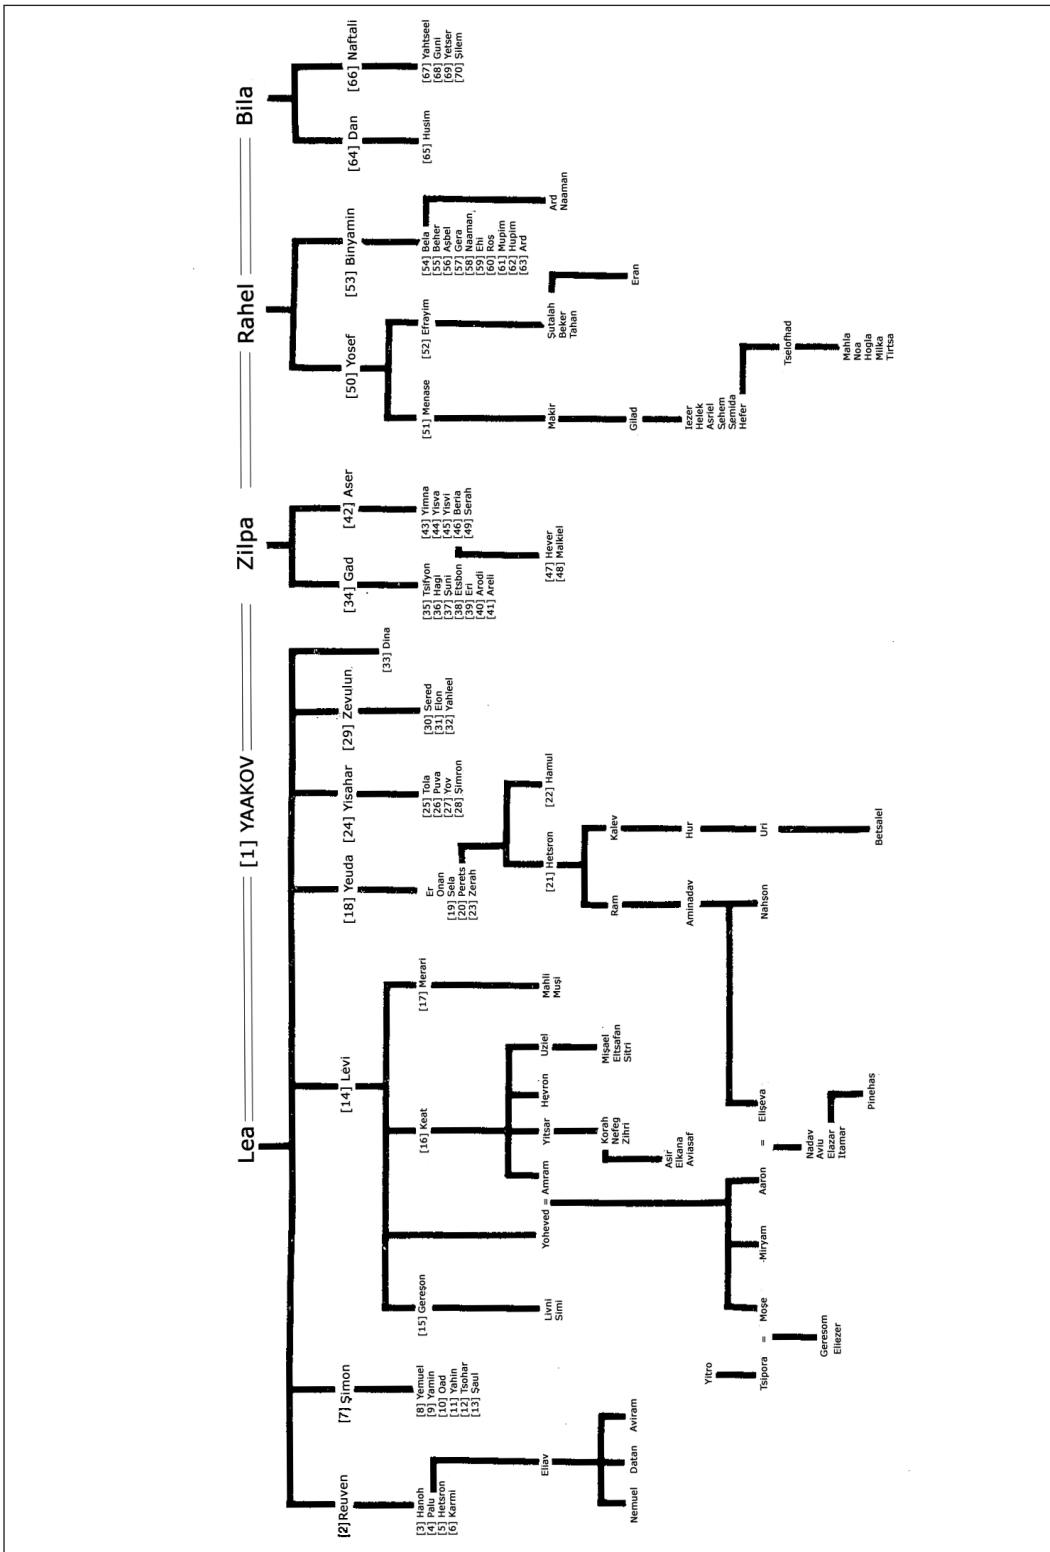 Lea
[1] YAAKOV
Zilpa
Rahel
Bila
[2]Reuven
[7] Şimon
[14] Levi
[18] Yeuda
[24] Yisahar
[29] Zevulun
[33] Dina
[34] Gad
[42] Aser
[50] Yosef
[53] Binyamin
[64] Dan
[66] Naftali
[3] Hanoh
[4] Palu
[5] Hetsron
[6] Karmi
[8] Yemuel
[9] Yamin
[10] Oad
[11] Yahin
[12] Tsohar
[13] Şaul
[15] Gereşon
[16] Keat
[17] Merari
Er
Onan
[19] Sela
[20] Perets
[23] Zerah
[25] Tola
[26] Puva
[27] Yov
[28] Şimron
[30] Sered
[31] Elon
[32] Yahleel
[35] Tsifyon
[36] Hagi
[37] Şuni
[38] Etsbon
[39] Eri
[40] Arodi
[41] Areli
[43] Yimna
[44] Yisva
[45] Yisvi
[46] Beria
[49] Serah
[51] Menase
[52] Efrayim
[54] Bela
[55] Beher
[56] Aşbel
[57] Gera
[58] Naaman
[59] Ehi
[60] Ros
[61] Mupim
[62] Hupim
[63] Ard
[65] Husim
[67] Yahtseel
[68] Guni
[69] Yetser
[70] Şilem
Eliav
Livni
Simi
Yoheved = Amram
Yitsar
Hevron
Uziel
Mahli
Muşi
[21] Hetsron
[22] Hamul
[47] Hever
[48] Malkiel
Makir
Şutalah
Beker
Tahan
Ard
Naaman
Nemuel
Datan
Aviram
Korah
Nefeg
Zihri
Mişael
Eltsafan
Sitri
Ram
Kalev
Gilad
Eran
Asir
Elkana
Aviasaf
Yitro
Aminadav
Hur
Iezer
Helek
Asriel
Şehem
Semida
Hefer
Tsipora = Moşe
Miryam
Aaron = Elişeva
Nahşon
Uri
Tselofhad
Geresom
Eliezer
Nadav
Aviu
Elazar
Itamar
Pinehas
Betsalel
Mahla
Noa
Hogla
Milka
Tirtsa